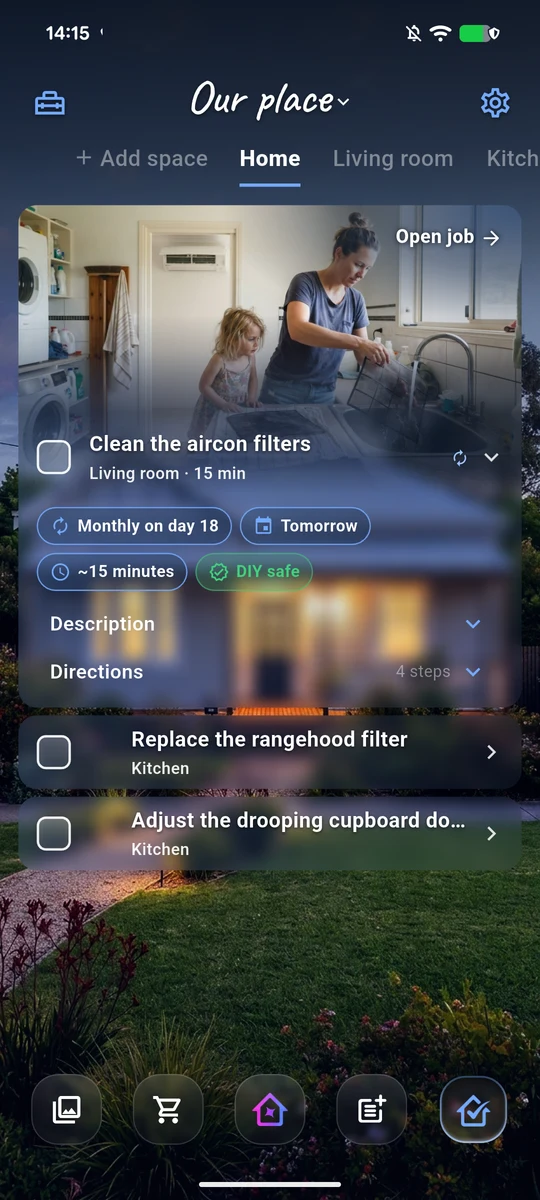 14:15
Our place
+ Add space
Home
Living room
Kitch
Open job →
Clean the aircon filters
Living room · 15 min
Monthly on day 18
Tomorrow
~15 minutes
DIY safe
Description
Directions
4 steps
Replace the rangehood filter
Kitchen
Adjust the drooping cupboard do...
Kitchen